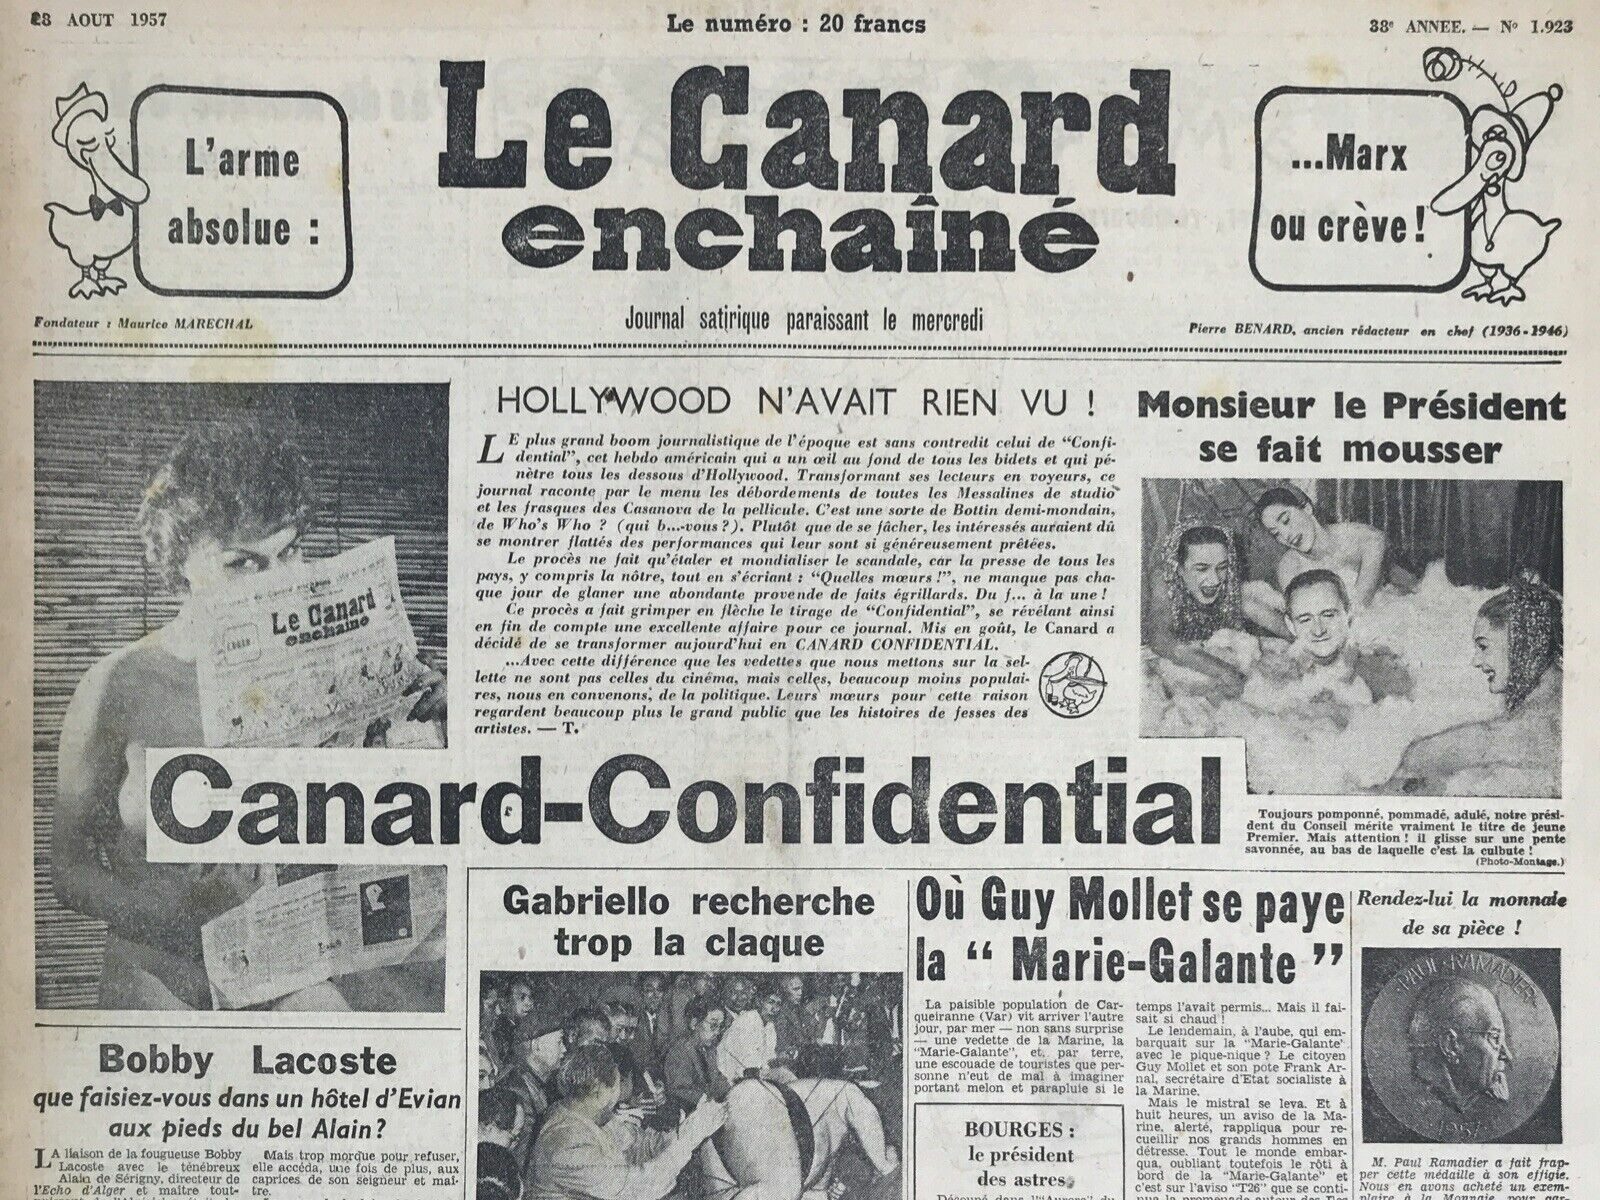 28 AOUT 1957
Le numéro : 20 francs
38e ANNEE. — No 1.923
L'arme
absolue :
Le Canard
enchaîné
...Marx
ou crève !
Fondateur : Maurice MARECHAL
Journal satirique paraissant le mercredi
Pierre BENARD, ancien rédacteur en chef (1936-1946)
HOLLYWOOD N'AVAIT RIEN VU !
LE plus grand boom journalistique de l'époque est sans contredit celui de "Confi-
dential", cet hebdo américain qui a un œil au fond de tous les bidets et qui pé-
nètre tous les dessous d'Hollywood. Transformant ses lecteurs en voyeurs, ce
journal raconte par le menu les débordements de toutes les Messalines de studio
et les frasques des Casanova de la pellicule. C'est une sorte de Bottin demi-mondain,
de Who's Who ? (qui b...-vous ?). Plutôt que de se fâcher, les intéressés auraient dû
se montrer flattés des performances qui leur sont si généreusement prêtées.
Le procès ne fait qu'étaler et mondialiser le scandale, car la presse de tous les
pays, y compris la nôtre, tout en s'écriant : "Quelles mœurs !", ne manque pas cha-
que jour de glaner une abondante provende de faits égrillards. Du f... à la une !
Ce procès a fait grimper en flèche le tirage de "Confidential", se révélant ainsi
en fin de compte une excellente affaire pour ce journal. Mis en goût, le Canard a
décidé de se transformer aujourd'hui en CANARD CONFIDENTIAL.
...Avec cette différence que les vedettes que nous mettons sur la sel-
lette ne sont pas celles du cinéma, mais celles, beaucoup moins populai-
res, nous en convenons, de la politique. Leurs mœurs pour cette raison
regardent beaucoup plus le grand public que les histoires de fesses des
artistes. — T.
Monsieur le Président
se fait mousser
Le Canard
enchaîné
Canard-Confidential
Toujours pomponné, pommadé, adulé, notre prési-
dent du Conseil mérite vraiment le titre de jeune
Premier. Mais attention ! il glisse sur une pente
savonnée, au bas de laquelle c'est la culbute !
(Photo-Montage.)
Bobby Lacoste
que faisiez-vous dans un hôtel d'Evian
aux pieds du bel Alain ?
LA liaison de la fougueuse Bobby
Lacoste avec le ténébreux
Alain de Sérigny, directeur de
l'Echo d'Alger et maître tout-
Mais trop mordue pour refuser,
elle accéda, une fois de plus, aux
caprices de son seigneur et maî-
tre.
Gabriello recherche
trop la claque
Où Guy Mollet se paye
la " Marie-Galante "
La paisible population de Car-
queiranne (Var) vit arriver l'autre
jour, par mer — non sans surprise
— une vedette de la Marine, la
"Marie-Galante", et, par terre,
une escouade de touristes que per-
sonne n'eut de mal à imaginer
portant melon et parapluie si le
BOURGES :
le président
des astres
temps l'avait permis... Mais il fai-
sait si chaud !
Le lendemain, à l'aube, qui em-
barquait sur la "Marie-Galante"
avec le pique-nique ? Le citoyen
Guy Mollet et son pote Frank Ar-
nal, secrétaire d'Etat socialiste à
la Marine.
Mais le mistral se leva. Et à
huit heures, un aviso de la Ma-
rine, alerté, rappliqua pour re-
cueillir nos grands hommes en
détresse. Tout le monde embar-
qua, oubliant toutefois le rôti à
bord de la "Marie-Galante" et
c'est sur l'aviso "T26" que se conti-
Rendez-lui la monnaie
de sa pièce !
PAUL RAMADIER
1957
M. Paul Ramadier a fait frap-
per cette médaille à son effigie.
Nous en avons acheté un exem-